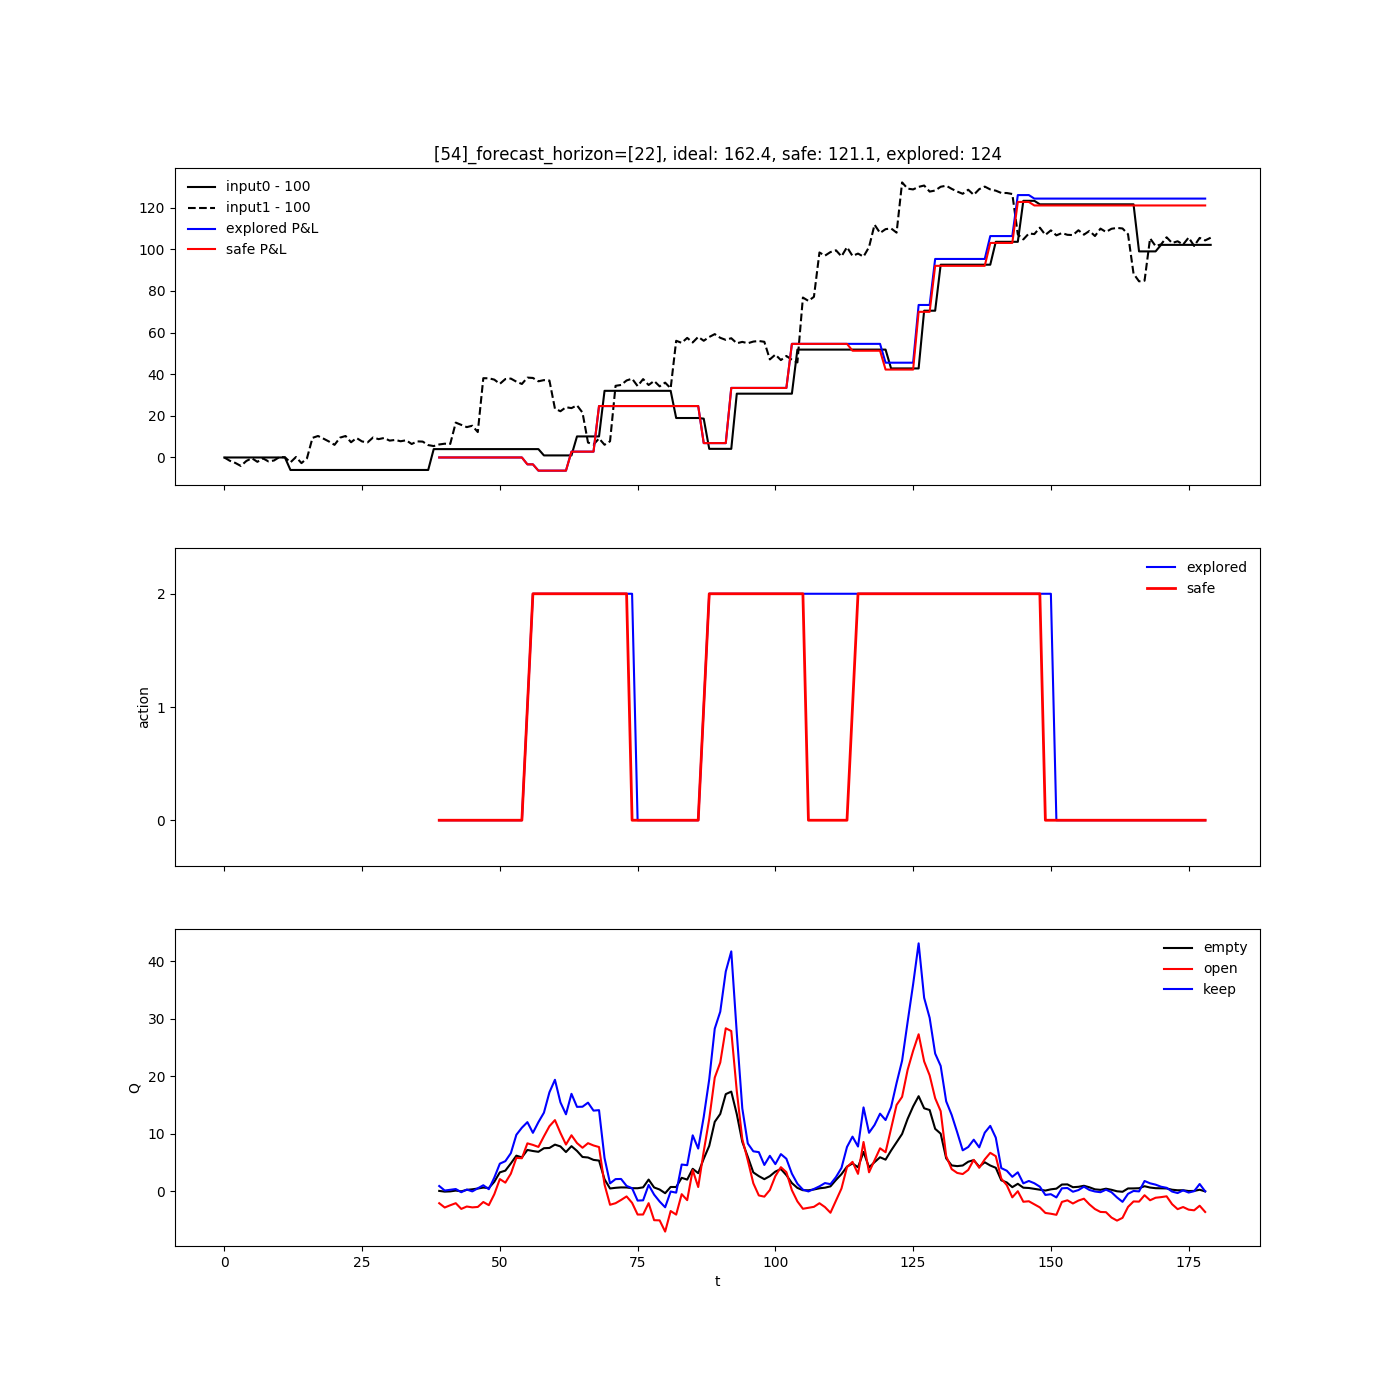 [54]_forecast_horizon=[22], ideal: 162.4, safe: 121.1, explored: 124
input0 - 100
input1 - 100
explored P&L
safe P&L
120
100
80
60
40
20
0
explored
safe
2
1
0
action
empty
open
keep
40
30
20
10
0
Q
0 25 50 75 100 125 150 175
t